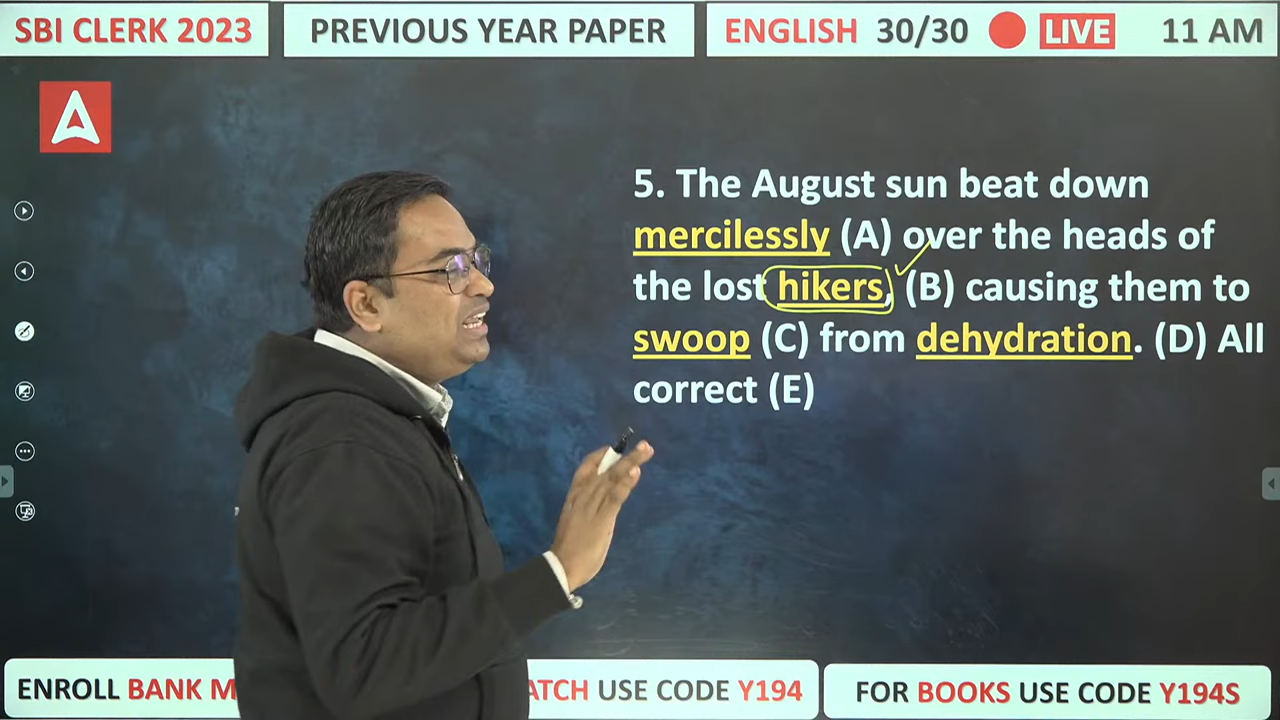 SBI CLERK 2023
PREVIOUS YEAR PAPER
ENGLISH 30/30 LIVE 11 AM
5. The August sun beat down
mercilessly (A) over the heads of
the lost hikers, (B) causing them to
swoop (C) from dehydration. (D) All
correct (E)
ENROLL BANK M
ATCH USE CODE Y194
FOR BOOKS USE CODE Y194S